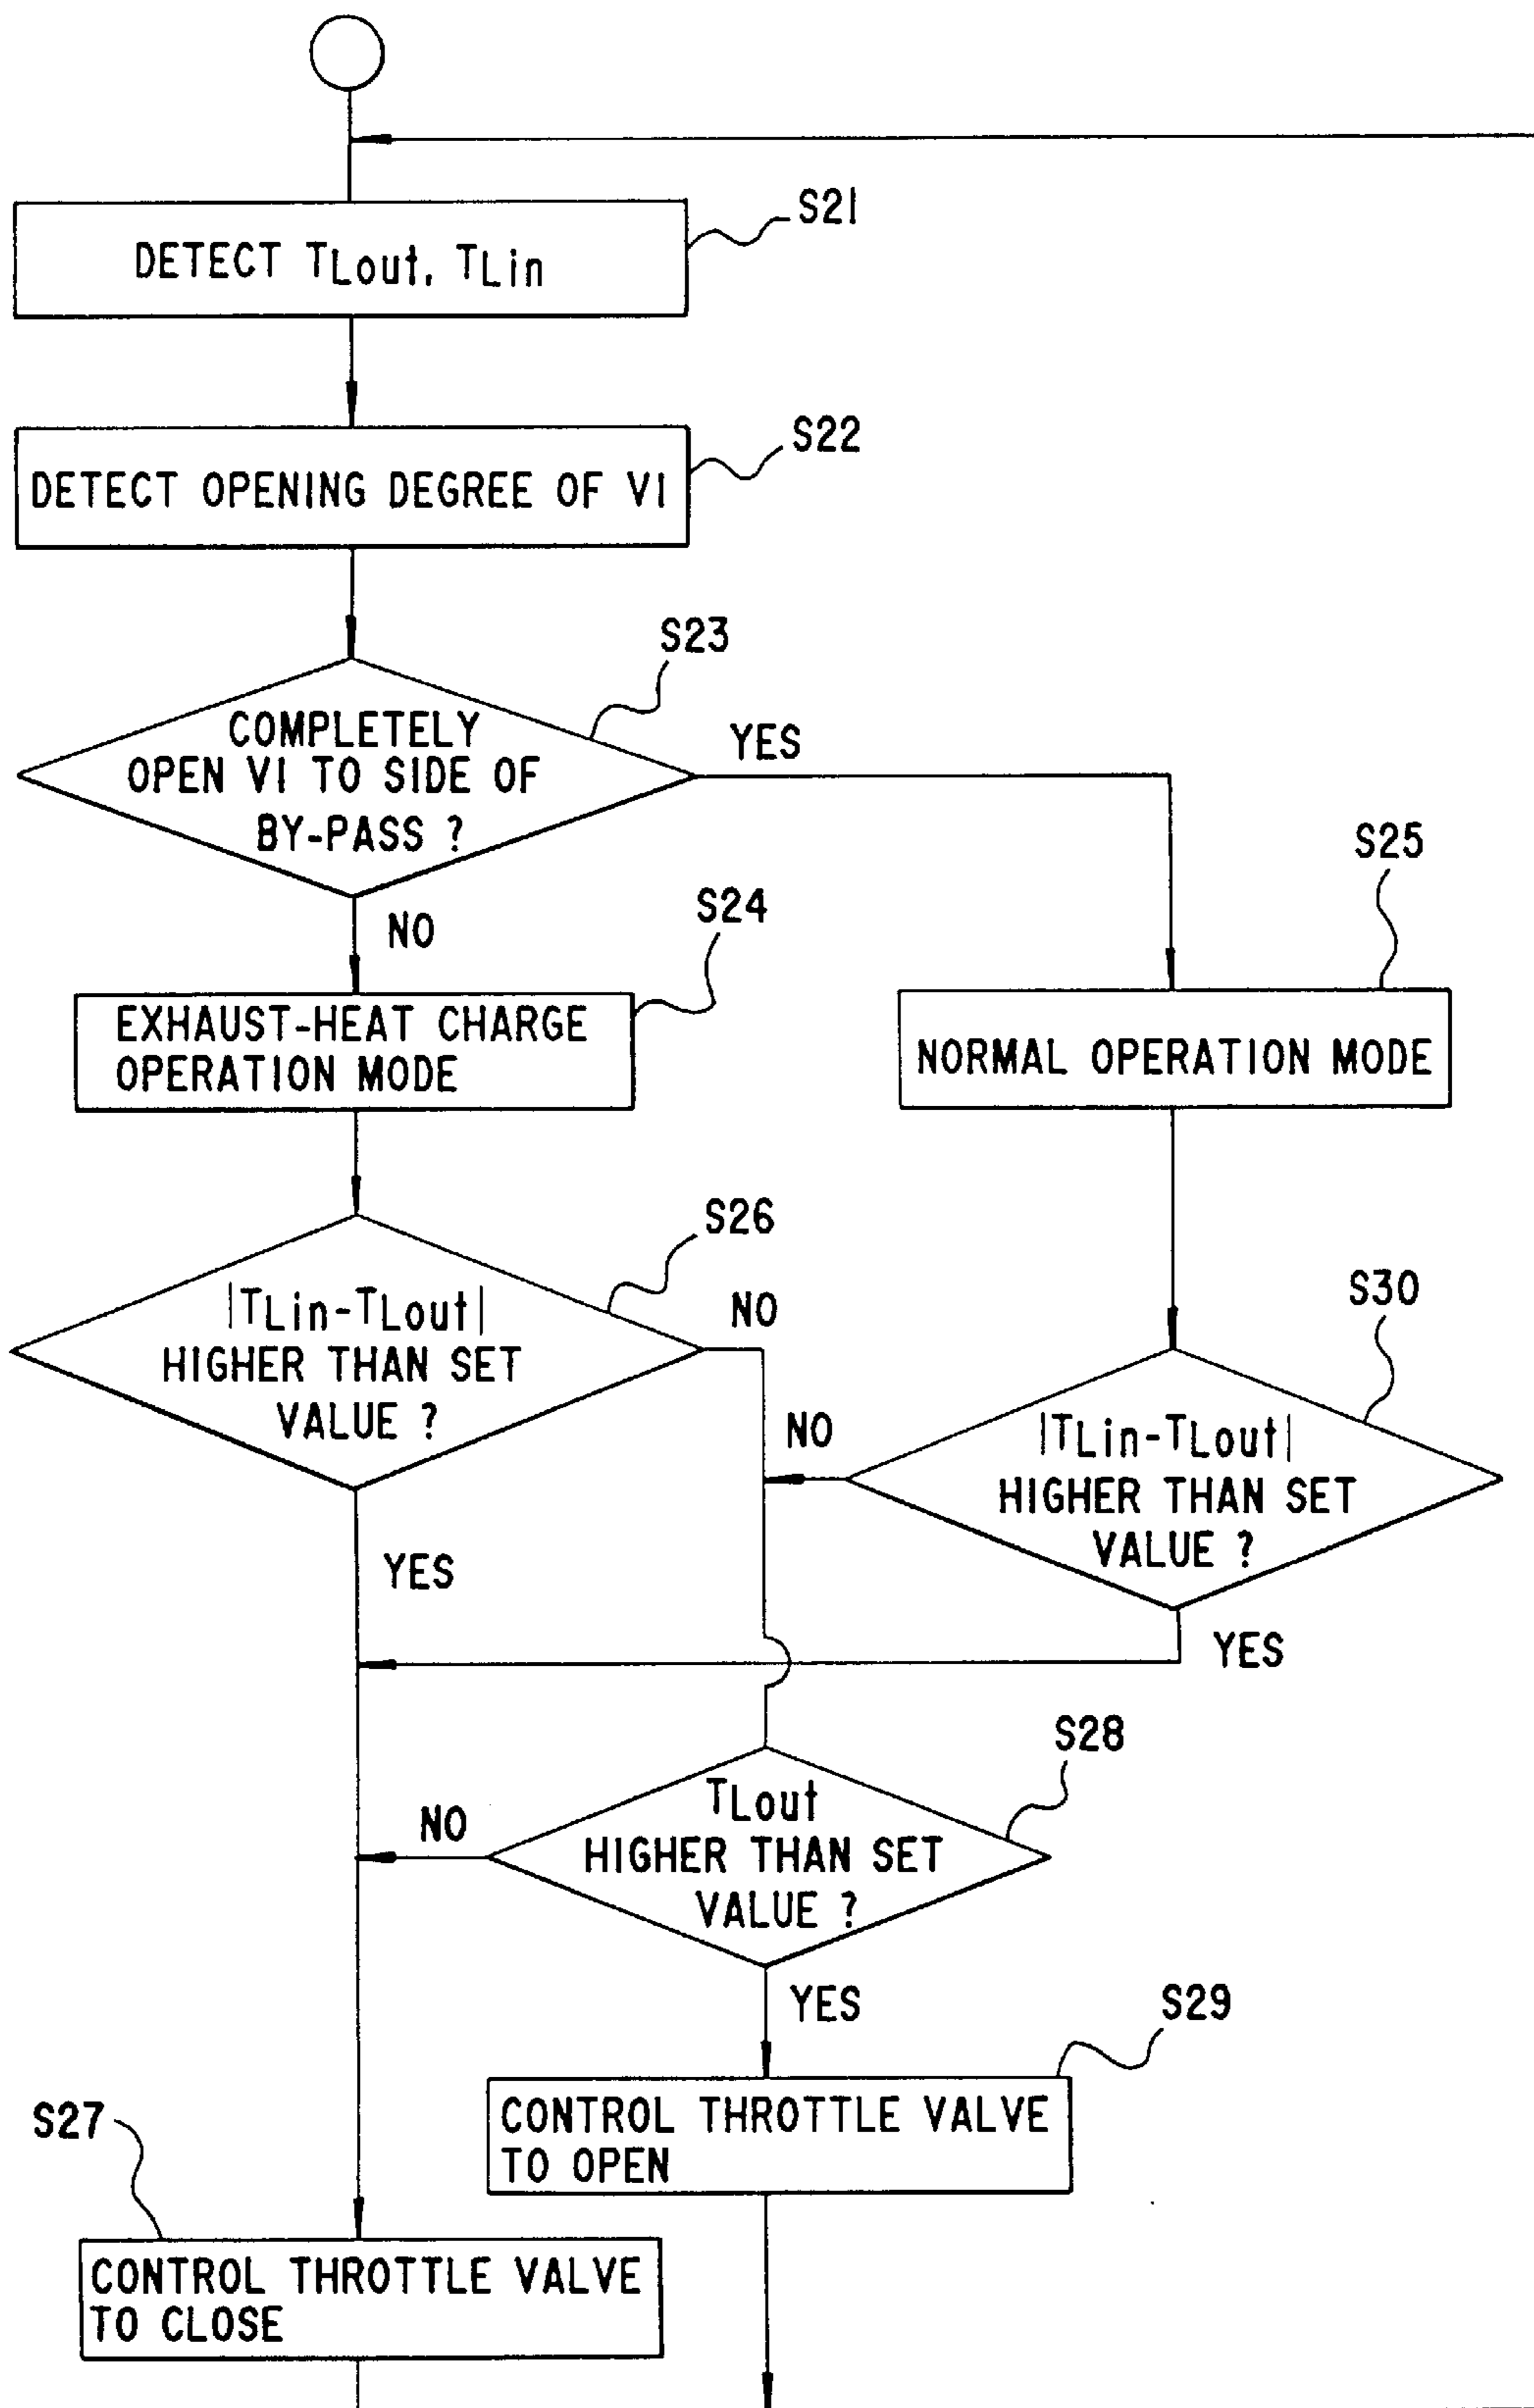 S21
DETECT TLout, TLin
S22
DETECT OPENING DEGREE OF V1
S23
COMPLETELY
OPEN V1 TO SIDE OF
BY-PASS ?
YES
NO
S24
EXHAUST-HEAT CHARGE
OPERATION MODE
S25
NORMAL OPERATION MODE
S26
|TLin-TLout|
HIGHER THAN SET
VALUE ?
NO
YES
S30
|TLin-TLout|
HIGHER THAN SET
VALUE ?
NO
YES
S28
TLout
HIGHER THAN SET
VALUE ?
NO
YES
S29
CONTROL THROTTLE VALVE
TO OPEN
S27
CONTROL THROTTLE VALVE
TO CLOSE